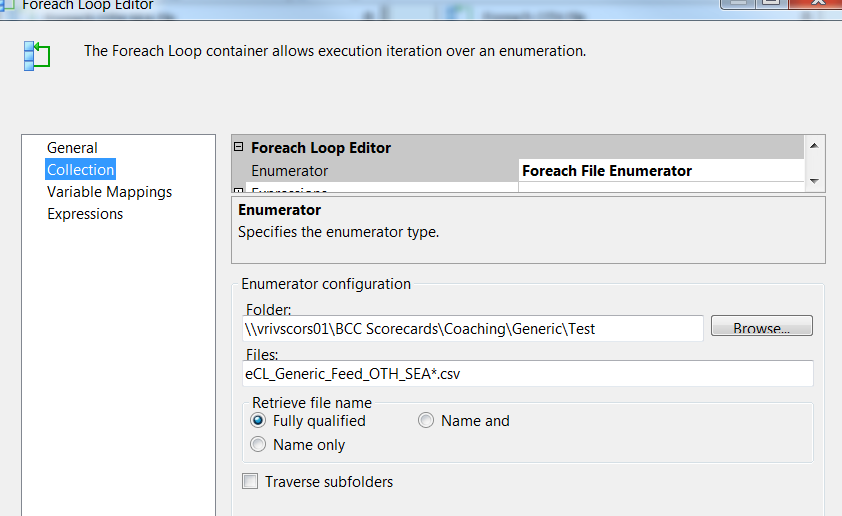 Foreach Loop Editor
The Foreach Loop container allows execution iteration over an enumeration.
General
Collection
Variable Mappings
Expressions
Foreach Loop Editor
Enumerator Foreach File Enumerator
Expressions
Enumerator
Specifies the enumerator type.
Enumerator configuration
Folder:
\\vrivscors01\BCC Scorecards\Coaching\Generic\Test
Browse...
Files:
eCL_Generic_Feed_OTH_SEA*.csv
Retrieve file name
Fully qualified
Name and
Name only
Traverse subfolders